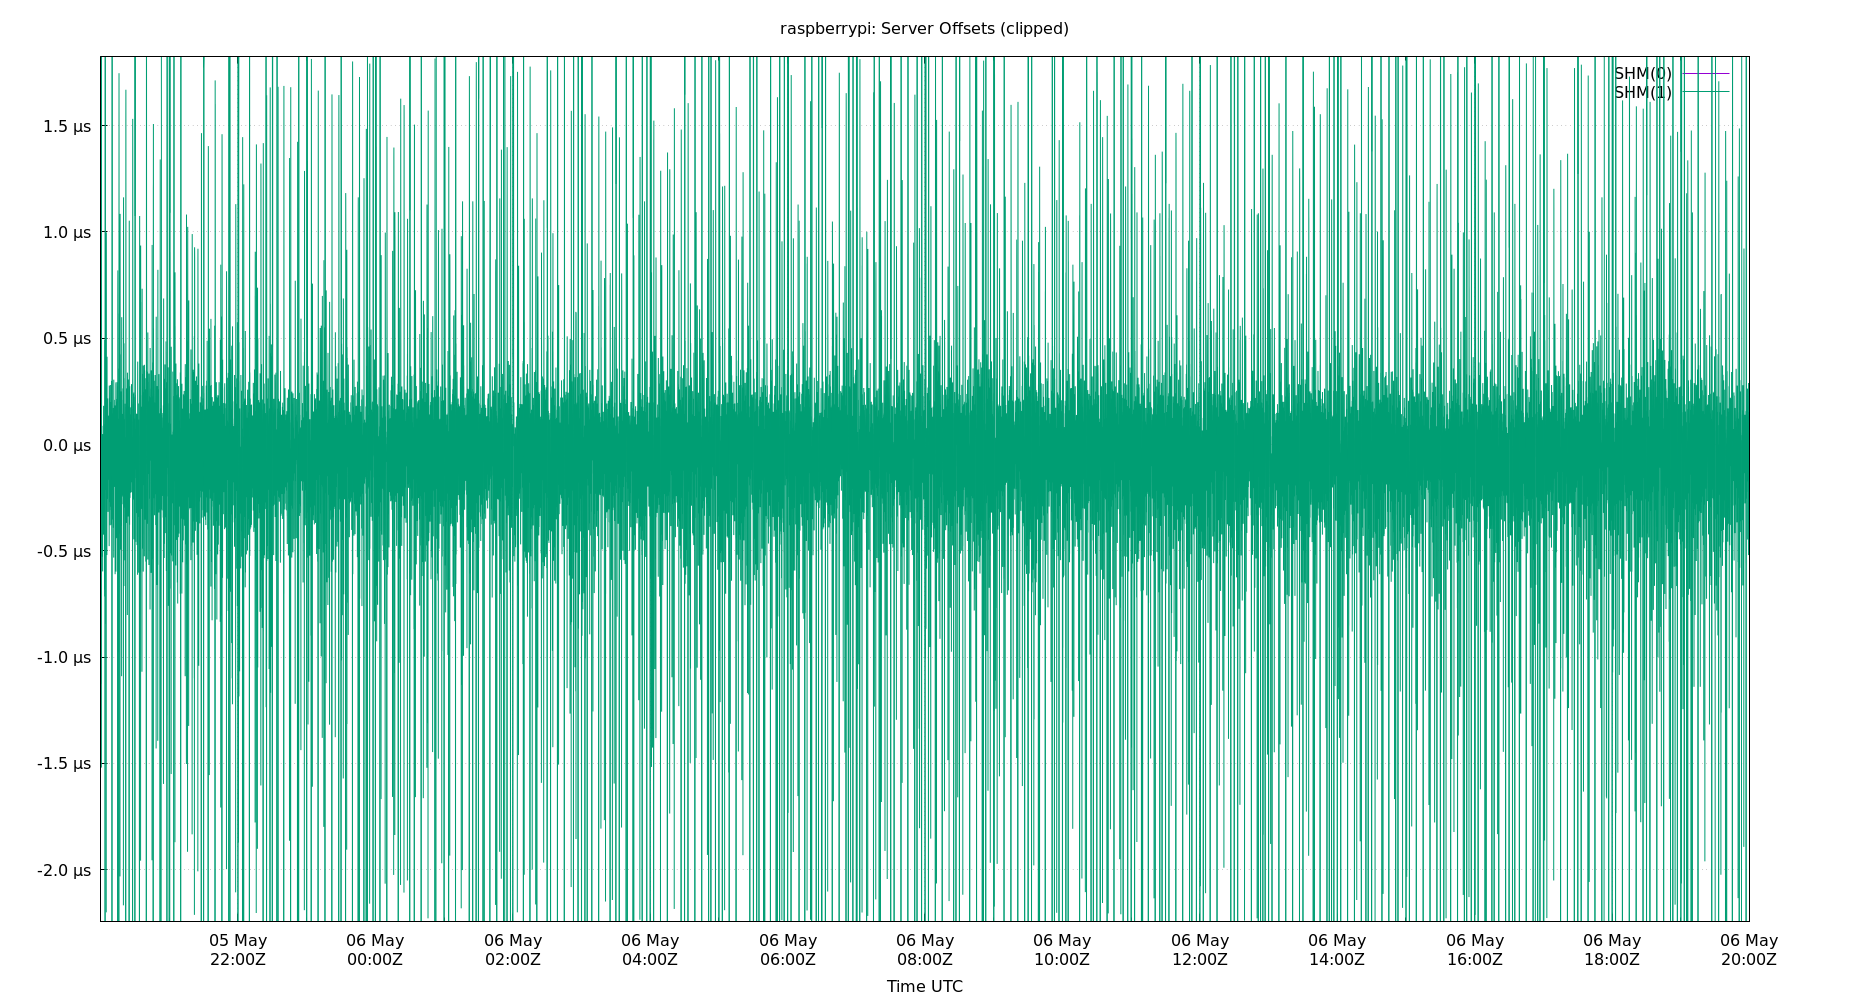 raspberrypi: Server Offsets (clipped)
SHM(0)
SHM(1)
1.5 µs
1.0 µs
0.5 µs
0.0 µs
-0.5 µs
-1.0 µs
-1.5 µs
-2.0 µs
05 May 06 May 06 May 06 May 06 May 06 May 06 May 06 May 06 May 06 May 06 May 06 May
22:00Z 00:00Z 02:00Z 04:00Z 06:00Z 08:00Z 10:00Z 12:00Z 14:00Z 16:00Z 18:00Z 20:00Z
Time UTC